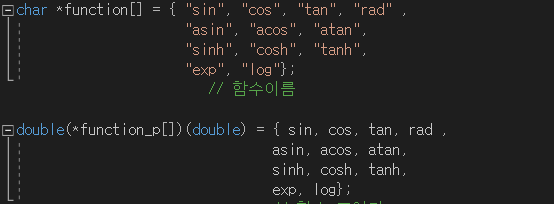 char *function[] = { "sin", "cos", "tan", "rad" ,
"asin", "acos", "atan",
"sinh", "cosh", "tanh",
"exp", "log"};
// 함수이름
double(*function_p[])(double) = { sin, cos, tan, rad ,
asin, acos, atan,
sinh, cosh, tanh,
exp, log};
//